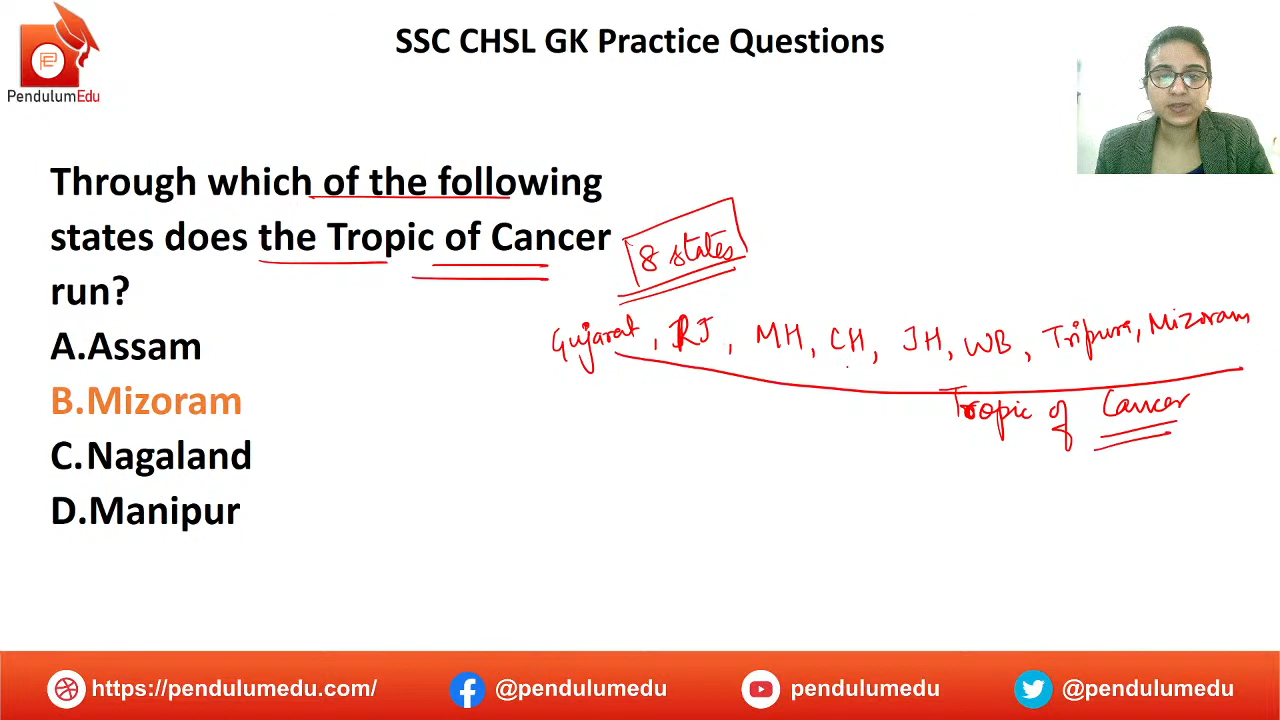 SSC CHSL GK Practice Questions
PendulumEdu
Through which of the following
states does the Tropic of Cancer
run?
8 states
A.Assam
Gujarat, RJ, MH, CH, JH, WB, Tripura, Mizoram
B.Mizoram
Tropic of Cancer
C.Nagaland
D.Manipur
https://pendulumedu.com/
@pendulumedu
pendulumedu
@pendulumedu